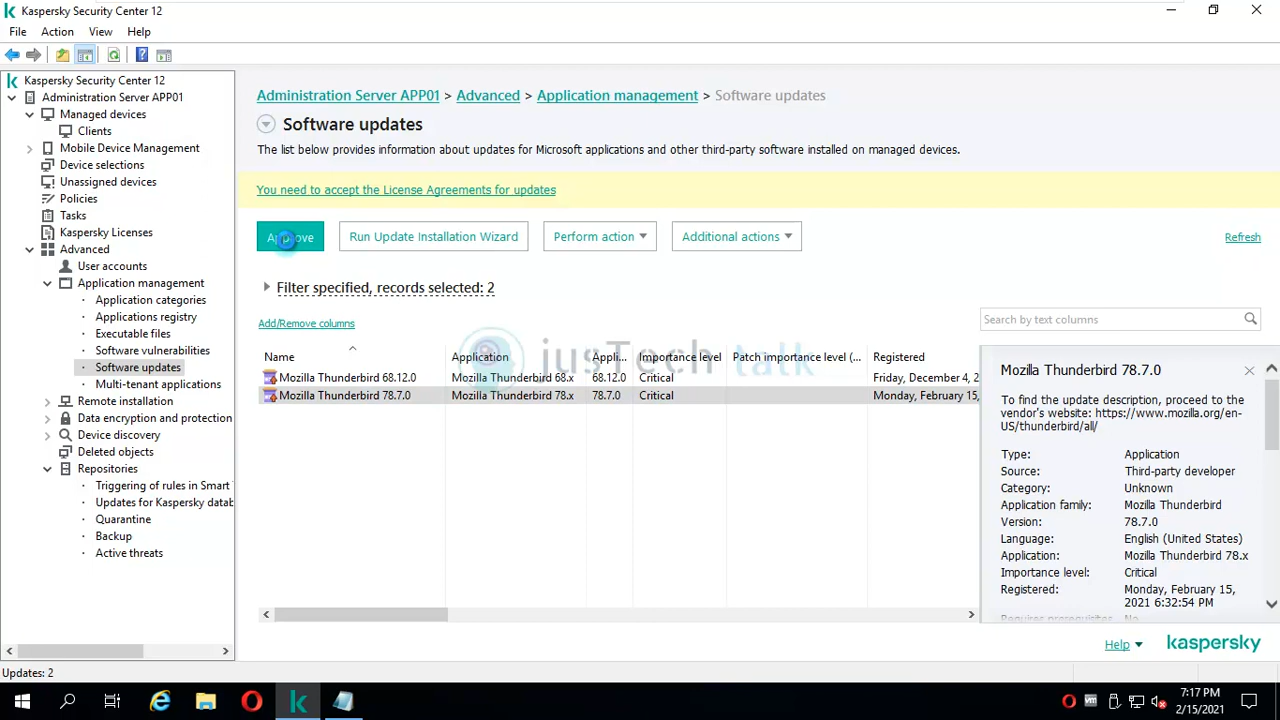 Kaspersky Security Center 12
File Action View Help
Kaspersky Security Center 12
Administration Server APP01
Managed devices
Clients
Mobile Device Management
Device selections
Unassigned devices
Policies
Tasks
Kaspersky Licenses
Advanced
User accounts
Application management
Application categories
Applications registry
Executable files
Software vulnerabilities
Software updates
Multi-tenant applications
Remote installation
Data encryption and protection
Device discovery
Deleted objects
Repositories
Triggering of rules in Smart
Updates for Kaspersky datab
Quarantine
Backup
Active threats
Administration Server APP01 > Advanced > Application management > Software updates
Software updates
The list below provides information about updates for Microsoft applications and other third-party software installed on managed devices.
You need to accept the License Agreements for updates
Approve Run Update Installation Wizard Perform action Additional actions Refresh
Filter specified, records selected: 2
Add/Remove columns Search by text columns
Name Application Appli... Importance level Patch importance level (... Registered
Mozilla Thunderbird 68.12.0 Mozilla Thunderbird 68.x 68.12.0 Critical Friday, December 4, 2
Mozilla Thunderbird 78.7.0 Mozilla Thunderbird 78.x 78.7.0 Critical Monday, February 15,
jusTech talk
Mozilla Thunderbird 78.7.0
To find the update description, proceed to the
vendor's website: https://www.mozilla.org/en-
US/thunderbird/all/
Type: Application
Source: Third-party developer
Category: Unknown
Application family: Mozilla Thunderbird
Version: 78.7.0
Language: English (United States)
Application: Mozilla Thunderbird 78.x
Importance level: Critical
Registered: Monday, February 15,
2021 6:32:54 PM
Requires prerequisites No
Help kaspersky
Updates: 2
7:17 PM
2/15/2021